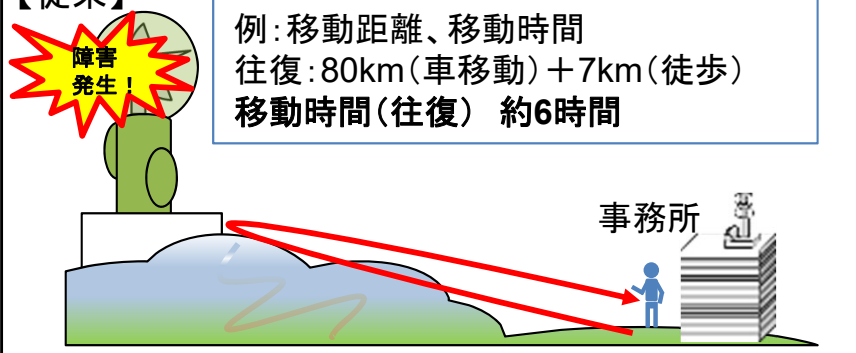 【従来】
障害
発生!
例:移動距離、移動時間
往復:80km(車移動)+7km(徒歩)
移動時間(往復) 約6時間
事務所